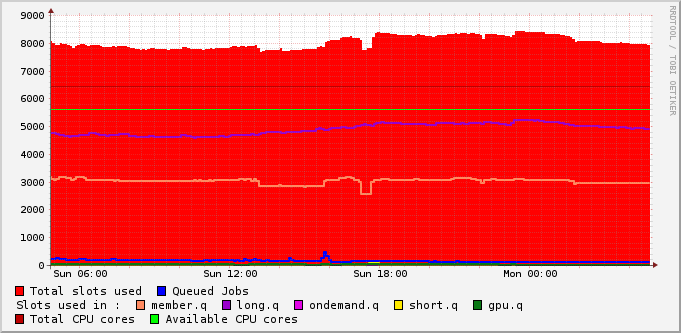 RRDTOOL / TOBI OETIKER
9000
8000
7000
6000
5000
4000
3000
2000
1000
0
Sun 06:00 Sun 12:00 Sun 18:00 Mon 00:00
Total slots used Queued Jobs
Slots used in : member.q long.q ondemand.q short.q gpu.q
Total CPU cores Available CPU cores